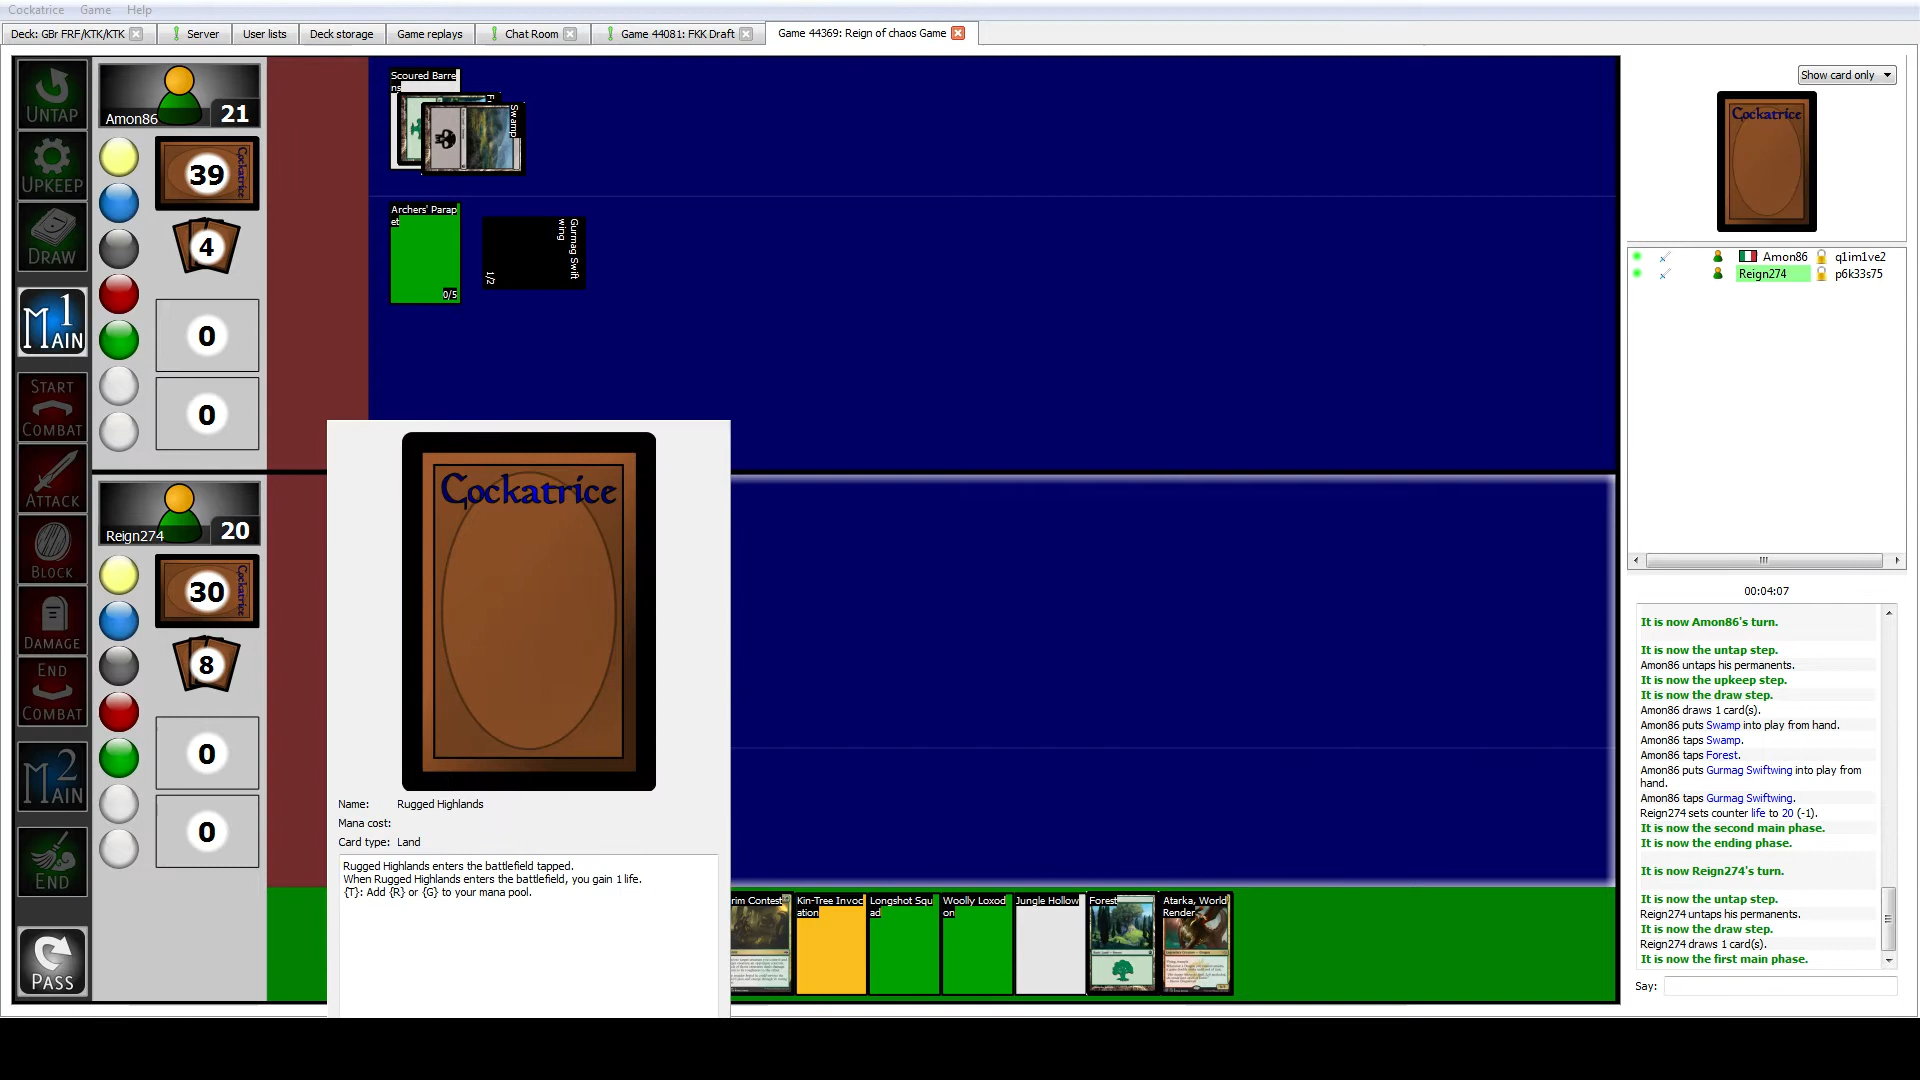 Cockatrice Game Help
Deck: GBr FRF/KTK/KTK Server User lists Deck storage Game replays Chat Room Game 44081: FKK Draft Game 44369: Reign of chaos Game
UNTAP
UPKEEP
DRAW
M1 MAIN
START COMBAT
ATTACK
BLOCK
DAMAGE
END COMBAT
M2 MAIN
END
PASS
Amon86 21
Cockatrice
39
4
0
0
Reign274 20
Cockatrice
30
8
0
0
Scoured Barre
ns
Swamp
Archers' Parap
et
0/5
Gurmag Swift
wing
1/2
Cockatrice
Name: Rugged Highlands
Mana cost:
Card type: Land
Rugged Highlands enters the battlefield tapped.
When Rugged Highlands enters the battlefield, you gain 1 life.
{T}: Add {R} or {G} to your mana pool.
rim Contest
Kin-Tree Invoc
ation
Longshot Squ
ad
Woolly Loxod
on
Jungle Hollow
Forest
Atarka, World
Render
Show card only
Cockatrice
Amon86 q1im1ve2
Reign274 p6k33s75
00:04:07
It is now Amon86's turn.
It is now the untap step.
Amon86 untaps his permanents.
It is now the upkeep step.
It is now the draw step.
Amon86 draws 1 card(s).
Amon86 puts Swamp into play from hand.
Amon86 taps Swamp.
Amon86 taps Forest.
Amon86 puts Gurmag Swiftwing into play from
hand.
Amon86 taps Gurmag Swiftwing.
Reign274 sets counter life to 20 (-1).
It is now the second main phase.
It is now the ending phase.
It is now Reign274's turn.
It is now the untap step.
Reign274 untaps his permanents.
It is now the draw step.
Reign274 draws 1 card(s).
It is now the first main phase.
Say: